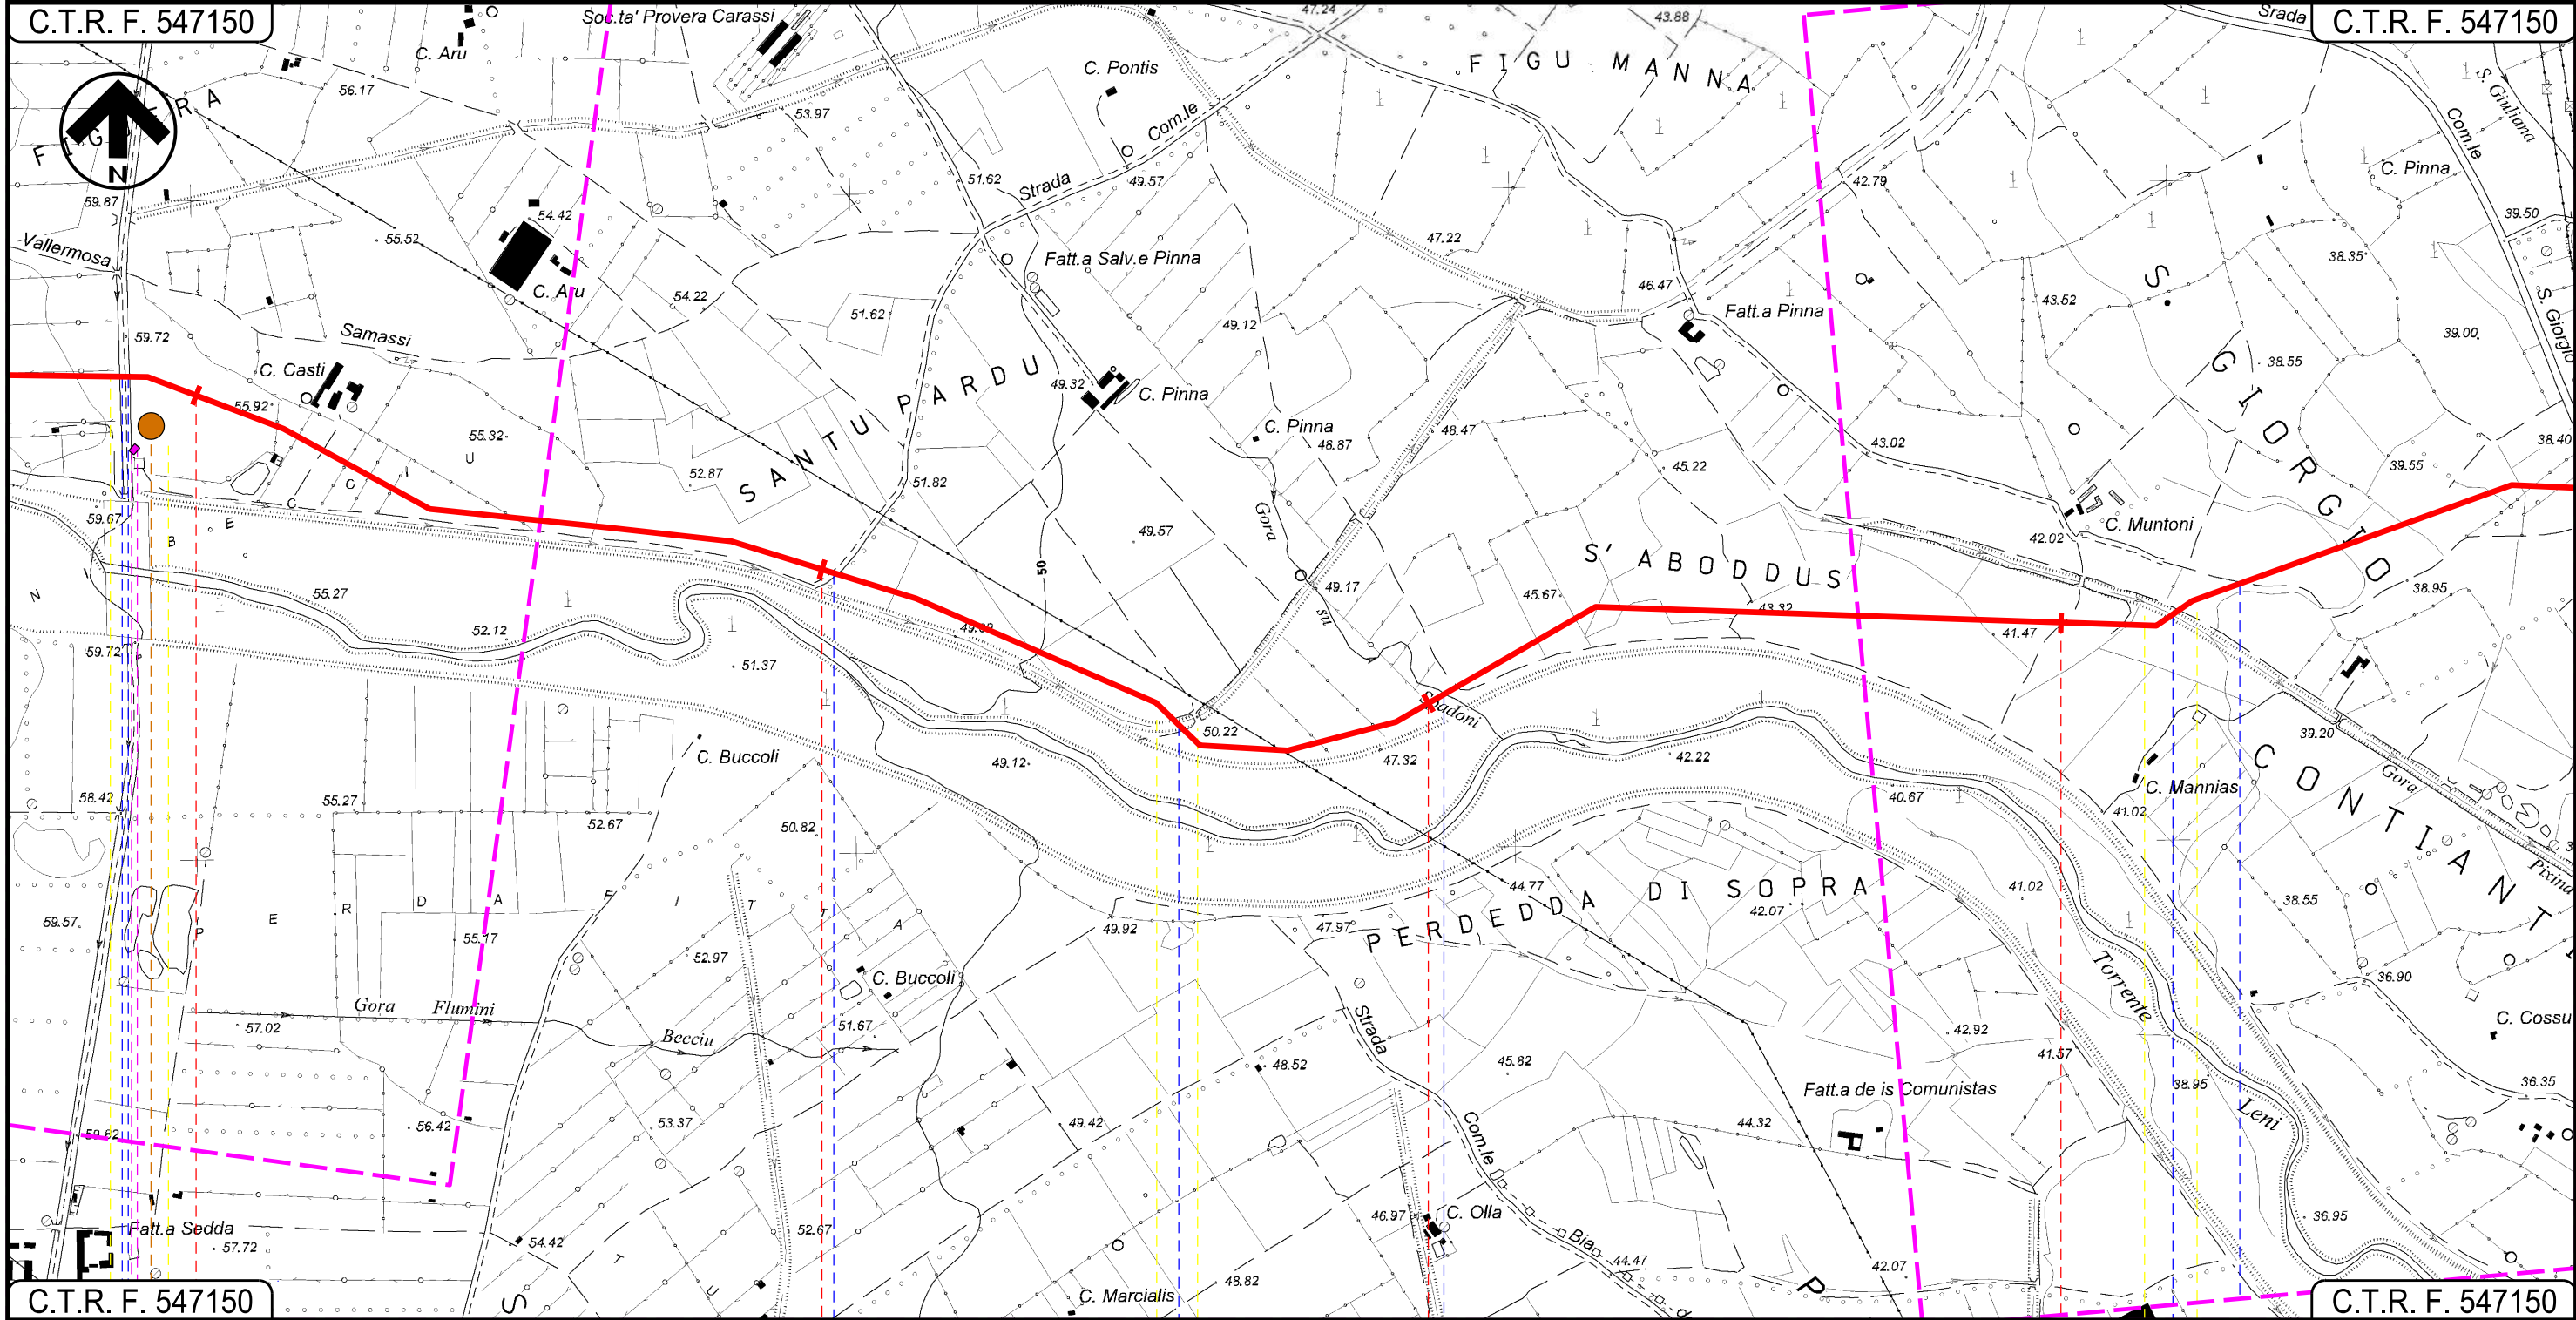 C.T.R. F. 547150
Soc.ta' Provera Carassi
47.24
43.88
Srada
C.T.R. F. 547150
C. Aru
C. Pontis
FIGU MANNA
S. Giuliana
56.17
53.97
Com.le
Com.le
N
59.87
51.62
Strada
49.57
42.79
C. Pinna
39.50
54.42
55.52
Vallermosa
Fatt.a Salv.e Pinna
47.22
38.35
C. Aru
54.22
46.47
43.52
S. GIORGIO
S. Giorgio
51.62
49.12
Fatt.a Pinna
39.00
59.72
Samassi
38.55
C. Casti
SANTU PARDU
49.32
C. Pinna
55.92
C. Pinna
48.87
48.47
43.02
38.40
55.32
52.87
45.22
39.55
51.82
Gora
59.67
49.57
C. Muntoni
42.02
S' ABODDUS
50
49.17
su
45.67
43.32
38.95
55.27
52.12
41.47
59.72
51.37
Spadoni
50.22
39.20
CONTIANT
C. Buccoli
49.12
47.32
42.22
Gora
58.42
55.27
C. Mannias
40.67
41.02
52.67
50.82
Pixina
PERDEDDA DI SOPRA
44.77
42.07
41.02
38.55
59.57
55.17
49.92
47.97
52.97
C. Buccoli
Torrente
36.90
Gora Flumini
Becciu
57.02
51.67
Strada
42.92
C. Cossu
45.82
48.52
41.57
Fatt.a de is Comunistas
38.95
36.35
Leni
59.82
56.42
53.37
49.42
Com.le
44.32
46.97
C. Olla
36.95
Fatt.a Sedda
57.72
54.42
52.67
Bia
44.47
42.07
48.82
C. Marcialis
C.T.R. F. 547150
C.T.R. F. 547150